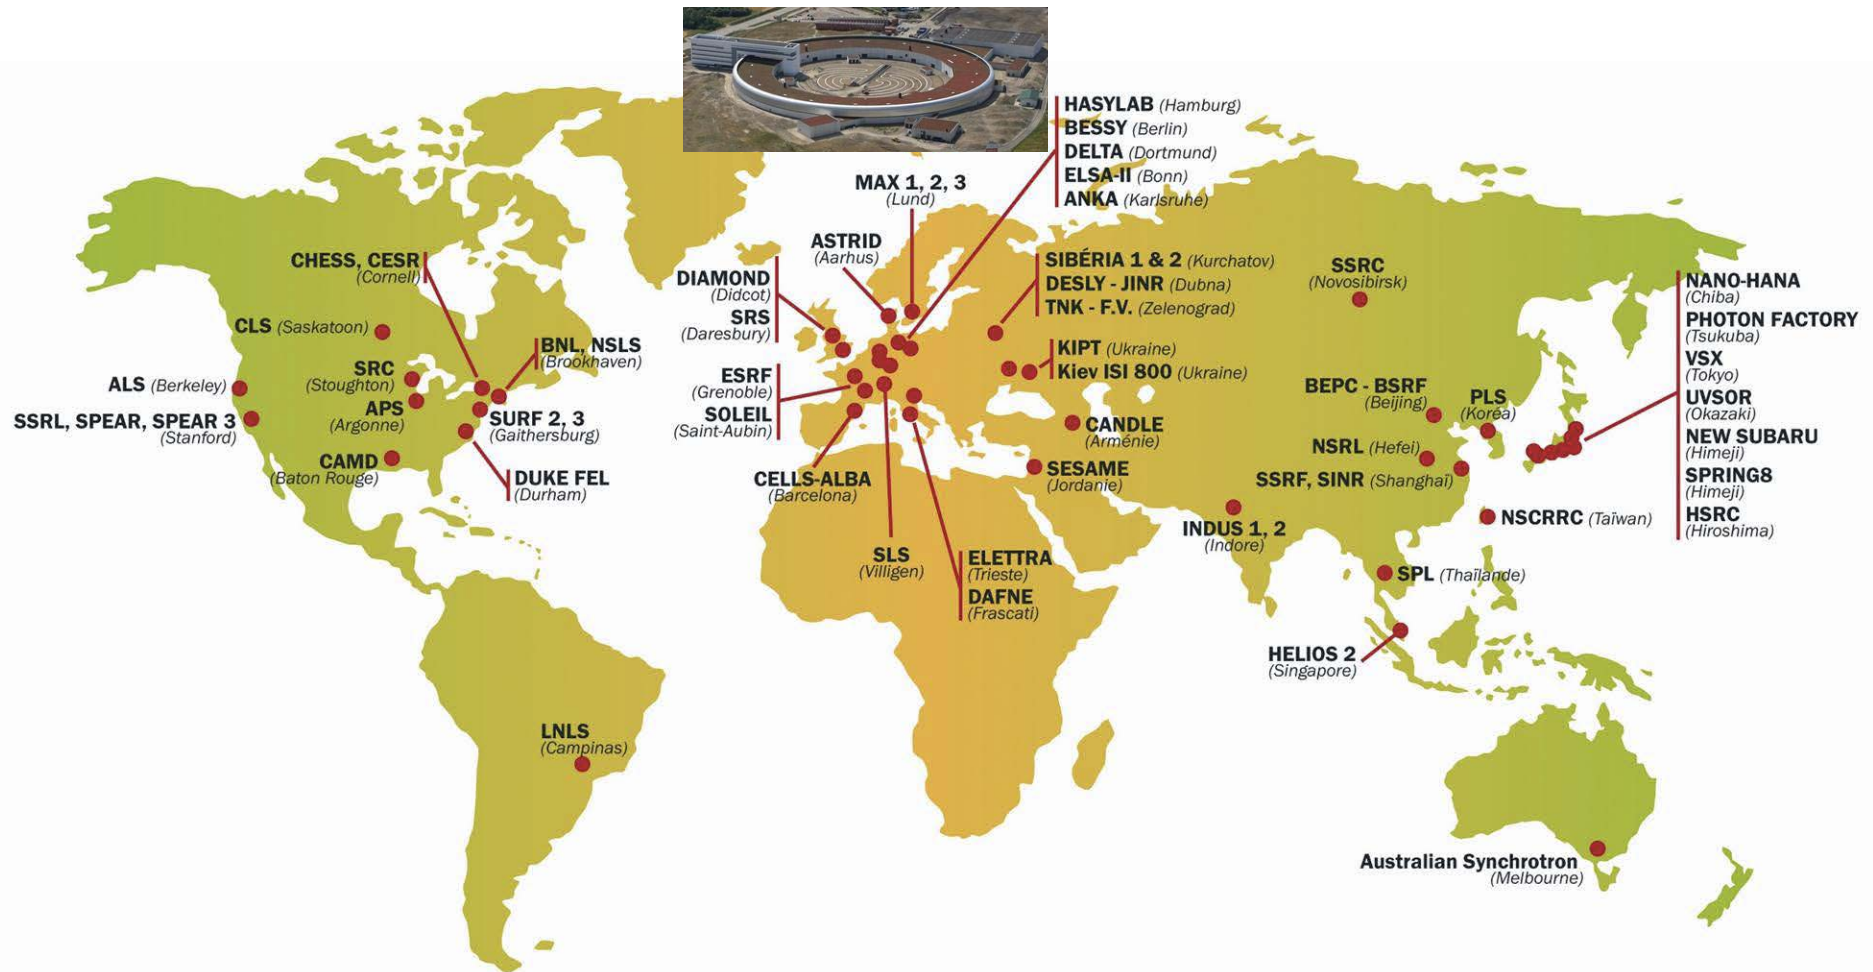 HASYLAB (Hamburg)
BESSY (Berlin)
DELTA (Dortmund)
ELSA-II (Bonn)
ANKA (Karlsruhe)
MAX 1, 2, 3
(Lund)
ASTRID
(Aarhus)
DIAMOND
(Didcot)
SRS
(Daresbury)
SIBÉRIA 1 & 2 (Kurchatov)
DESLY - JINR (Dubna)
TNK - F.V. (Zelenograd)
SSRC
(Novosibirsk)
CHESS, CESR
(Cornell)
CLS (Saskatoon)
BNL, NSLS
(Brookhaven)
SRC
(Stoughton)
ALS (Berkeley)
APS
(Argonne)
SSRL, SPEAR, SPEAR 3
(Stanford)
SURF 2, 3
(Gaithersburg)
CAMD
(Baton Rouge)
DUKE FEL
(Durham)
ESRF
(Grenoble)
SOLEIL
(Saint-Aubin)
KIPT (Ukraine)
Kiev ISI 800 (Ukraine)
CANDLE
(Arménie)
SESAME
(Jordanie)
CELLS-ALBA
(Barcelona)
SLS
(Villigen)
ELETTRA
(Trieste)
DAFNE
(Frascati)
BEPC - BSRF
(Beijing)
PLS
(Koréa)
NSRL (Hefei)
SSRF, SINR (Shanghaï)
INDUS 1, 2
(Indore)
NSCRRC (Taïwan)
SPL (Thaïlande)
HELIOS 2
(Singapore)
NANO-HANA
(Chiba)
PHOTON FACTORY
(Tsukuba)
VSX
(Tokyo)
UVSOR
(Okazaki)
NEW SUBARU
(Himeji)
SPRING8
(Himeji)
HSRC
(Hiroshima)
LNLS
(Campinas)
Australian Synchrotron
(Melbourne)